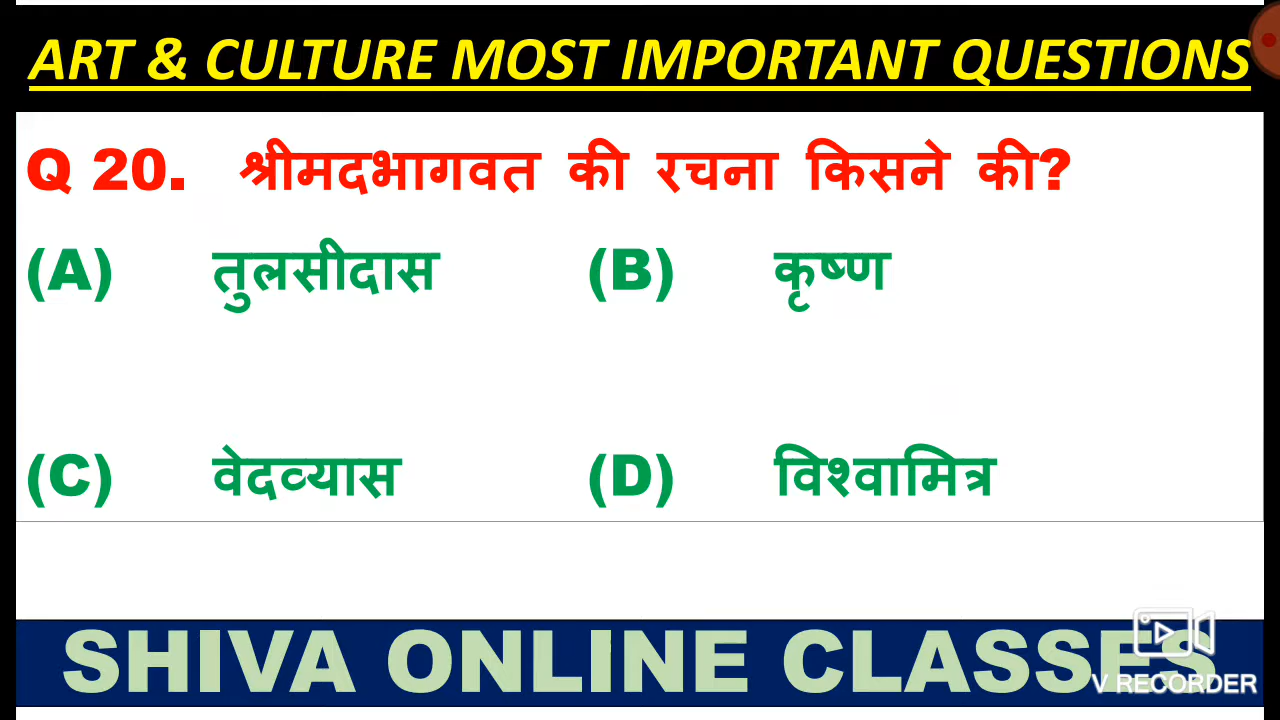 ART & CULTURE MOST IMPORTANT QUESTIONS
Q 20. श्रीमदभागवत की रचना किसने की?
(A) तुलसीदास (B) कृष्ण
(C) वेदव्यास (D) विश्वामित्र
SHIVA ONLINE CLASSES
V RECORDER